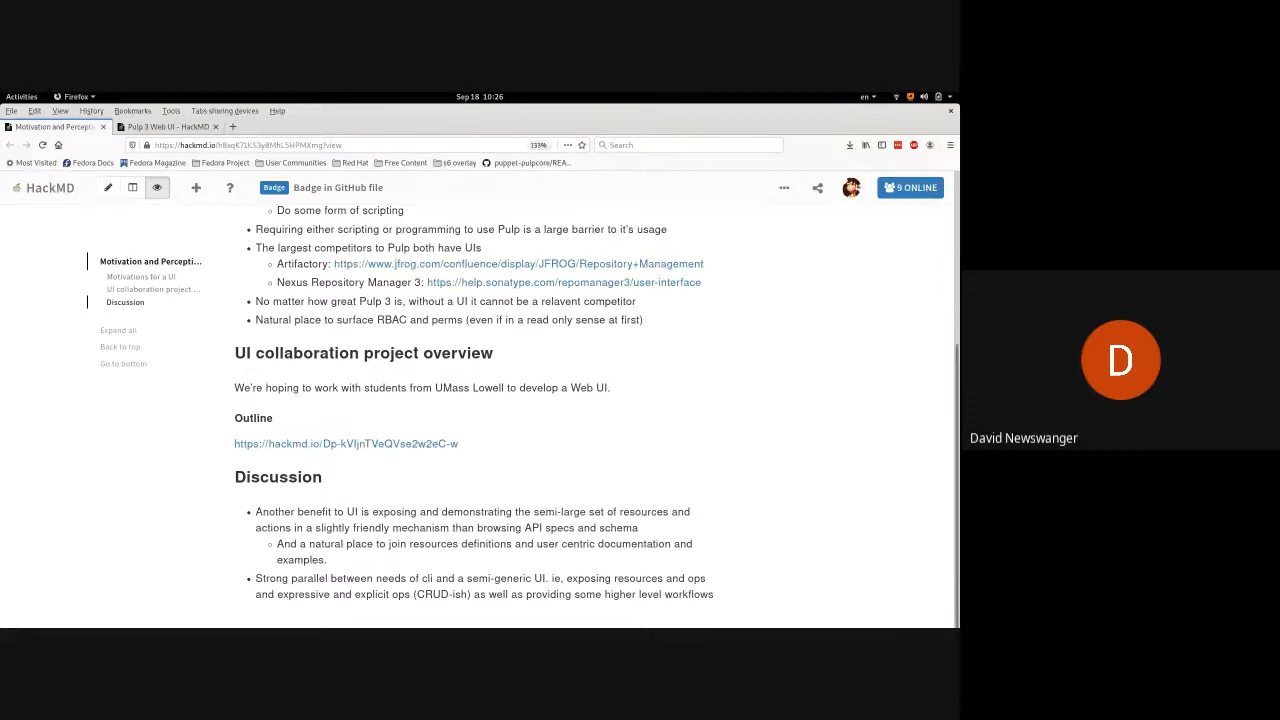 Activities Firefox Sep 18 10:26 en
File Edit View History Bookmarks Tools Tabs sharing devices Help
Motivation and Percepti Pulp 3 Web UI - HackMD
133% Search
Most Visited Fedora Docs Fedora Magazine Fedora Project User Communities Red Hat Free Content s6 overlay puppet-pulpcore/REA...
HackMD Badge Badge in GitHub file 9 ONLINE
Do some form of scripting
Requiring either scripting or programming to use Pulp is a large barrier to it's usage
The largest competitors to Pulp both have UIs
Motivation and Percepti...
Artifactory: https://www.jfrog.com/confluence/display/JFROG/Repository+Management
Motivations for a UI
Nexus Repository Manager 3: https://help.sonatype.com/repomanager3/user-interface
UI collaboration project ...
No matter how great Pulp 3 is, without a UI it cannot be a relavent competitor
Discussion
Natural place to surface RBAC and perms (even if in a read only sense at first)
Expand all
Back to top
Go to bottom
UI collaboration project overview
We're hoping to work with students from UMass Lowell to develop a Web UI.
Outline
https://hackmd.io/Dp-kVIjnTVeQVse2w2eC-w
Discussion
Another benefit to UI is exposing and demonstrating the semi-large set of resources and
actions in a slightly friendly mechanism than browsing API specs and schema
And a natural place to join resources definitions and user centric documentation and
examples.
Strong parallel between needs of cli and a semi-generic UI. ie, exposing resources and ops
and expressive and explicit ops (CRUD-ish) as well as providing some higher level workflows
D
David Newswanger